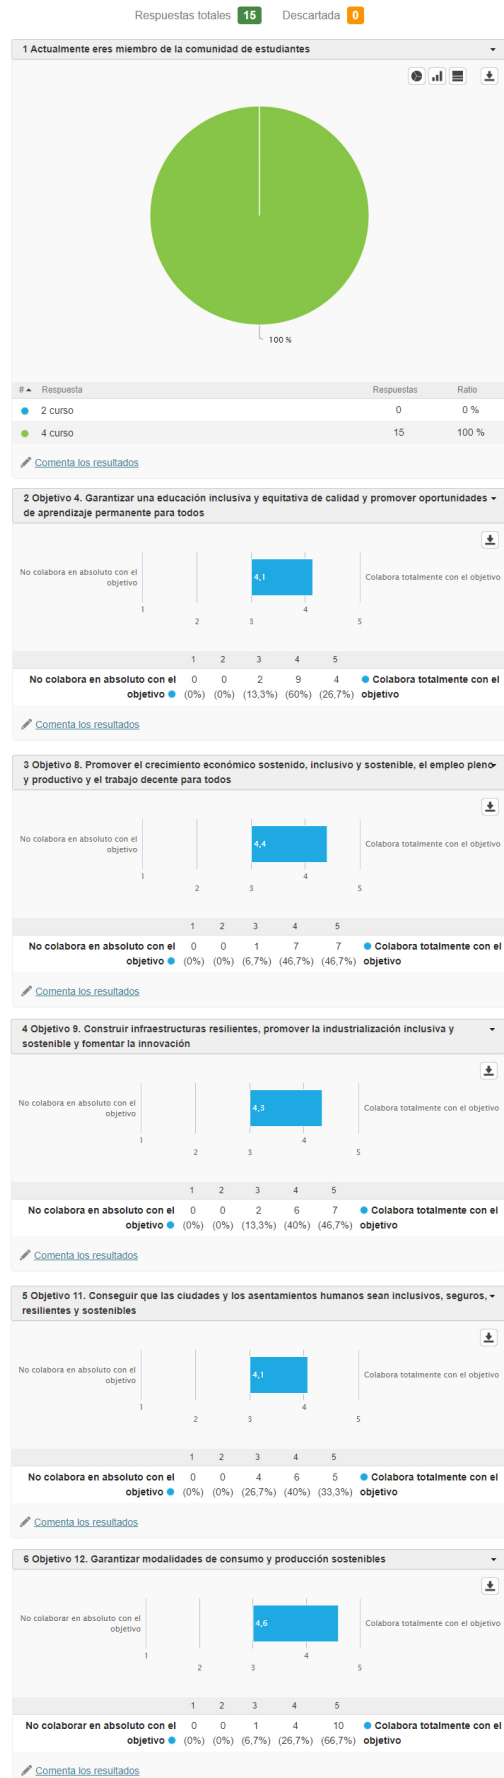 Respuestas totales 15 Descartada 0
1 Actualmente eres miembro de la comunidad de estudiantes
100 %
# Respuesta Respuestas Ratio
2 curso 0 0 %
4 curso 15 100 %
Comenta los resultados
2 Objetivo 4. Garantizar una educación inclusiva y equitativa de calidad y promover oportunidades
de aprendizaje permanente para todos
No colabora en absoluto con el
objetivo
4,1
Colabora totalmente con el objetivo
1 2 3 4 5
1 2 3 4 5
No colabora en absoluto con el 0 0 2 9 4 Colabora totalmente con el
objetivo (0%) (0%) (13,3%) (60%) (26,7%) objetivo
Comenta los resultados
3 Objetivo 8. Promover el crecimiento económico sostenido, inclusivo y sostenible, el empleo pleno
y productivo y el trabajo decente para todos
No colabora en absoluto con el
objetivo
4,4
Colabora totalmente con el objetivo
1 2 3 4 5
1 2 3 4 5
No colabora en absoluto con el 0 0 1 7 7 Colabora totalmente con el
objetivo (0%) (0%) (6,7%) (46,7%) (46,7%) objetivo
Comenta los resultados
4 Objetivo 9. Construir infraestructuras resilientes, promover la industrialización inclusiva y
sostenible y fomentar la innovación
No colabora en absoluto con el
objetivo
4,3
Colabora totalmente con el objetivo
1 2 3 4 5
1 2 3 4 5
No colabora en absoluto con el 0 0 2 6 7 Colabora totalmente con el
objetivo (0%) (0%) (13,3%) (40%) (46,7%) objetivo
Comenta los resultados
5 Objetivo 11. Conseguir que las ciudades y los asentamientos humanos sean inclusivos, seguros,
resilientes y sostenibles
No colabora en absoluto con el
objetivo
4,1
Colabora totalmente con el objetivo
1 2 3 4 5
1 2 3 4 5
No colabora en absoluto con el 0 0 4 6 5 Colabora totalmente con el
objetivo (0%) (0%) (26,7%) (40%) (33,3%) objetivo
Comenta los resultados
6 Objetivo 12. Garantizar modalidades de consumo y producción sostenibles
No colaborar en absoluto con el
objetivo
4,6
Colabora totalmente con el objetivo
1 2 3 4 5
1 2 3 4 5
No colaborar en absoluto con el 0 0 1 4 10 Colabora totalmente con el
objetivo (0%) (0%) (6,7%) (26,7%) (66,7%) objetivo
Comenta los resultados